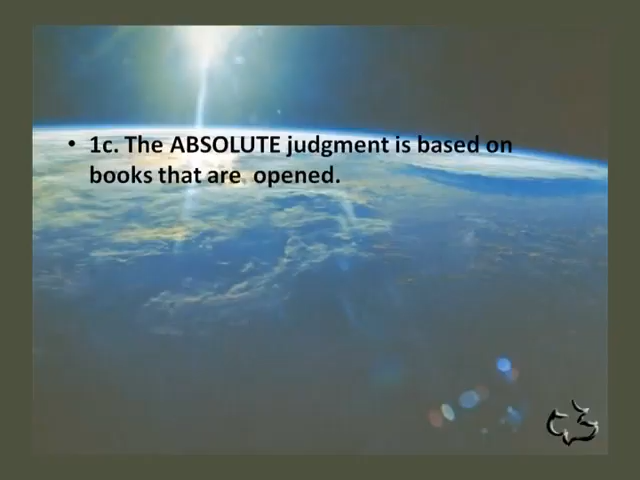 • 1c. The ABSOLUTE judgment is based on
books that are  opened.